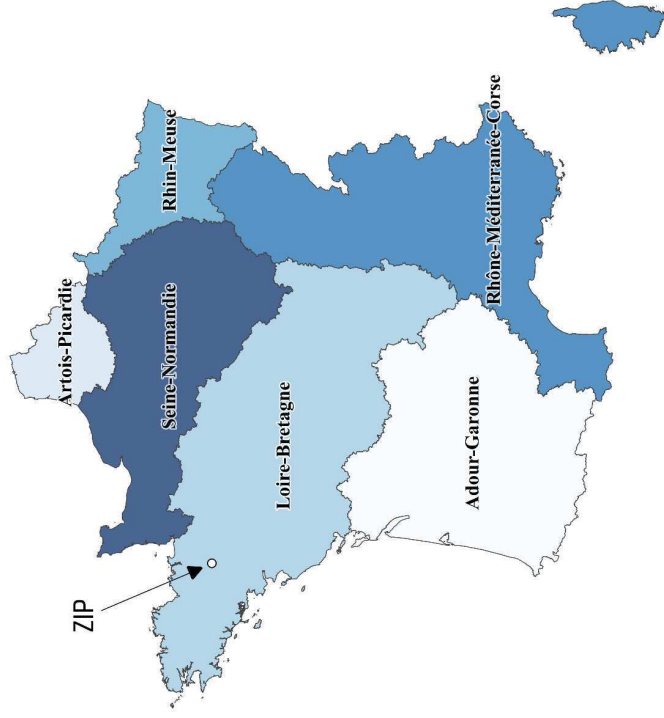 ZIP
Artois-Picardie
Seine-Normandie
Rhin-Meuse
Loire-Bretagne
Adour-Garonne
Rhône-Méditerranée-Corse